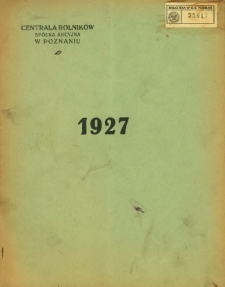 CENTRALA ROLNIKÓW
SPÓŁKA AKCYJNA
W POZNANIU
1927